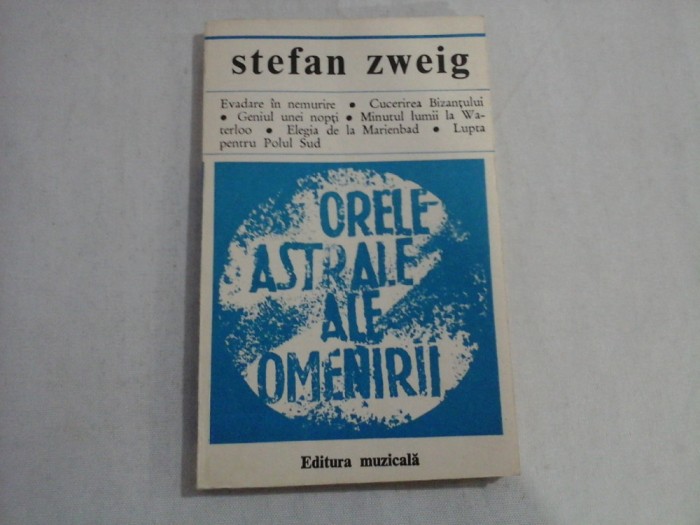 stefan zweig
Evadare în nemurire • Cucerirea Bizanțului
• Geniul unei nopți • Minutul lumii la Wa-
terloo • Elegia de la Marienbad • Lupta
pentru Polul Sud
ORELE
ASTRALE
ALE
OMENIRII
Editura muzicală